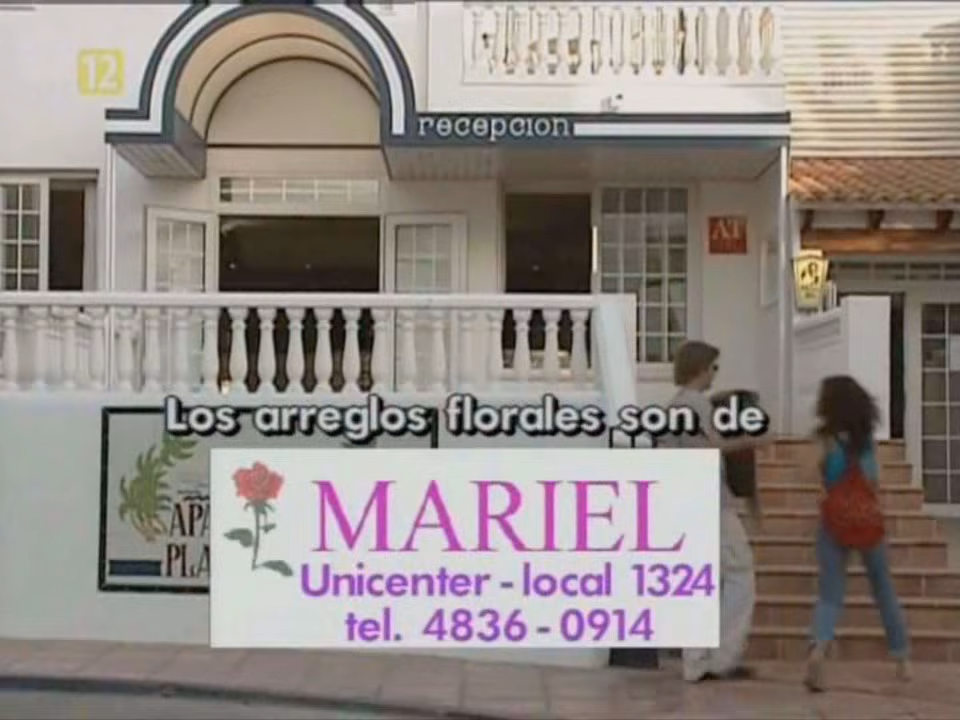 12
recepcion
AT
Los arreglos florales son de
MARIEL
Unicenter - local 1324
tel. 4836 - 0914